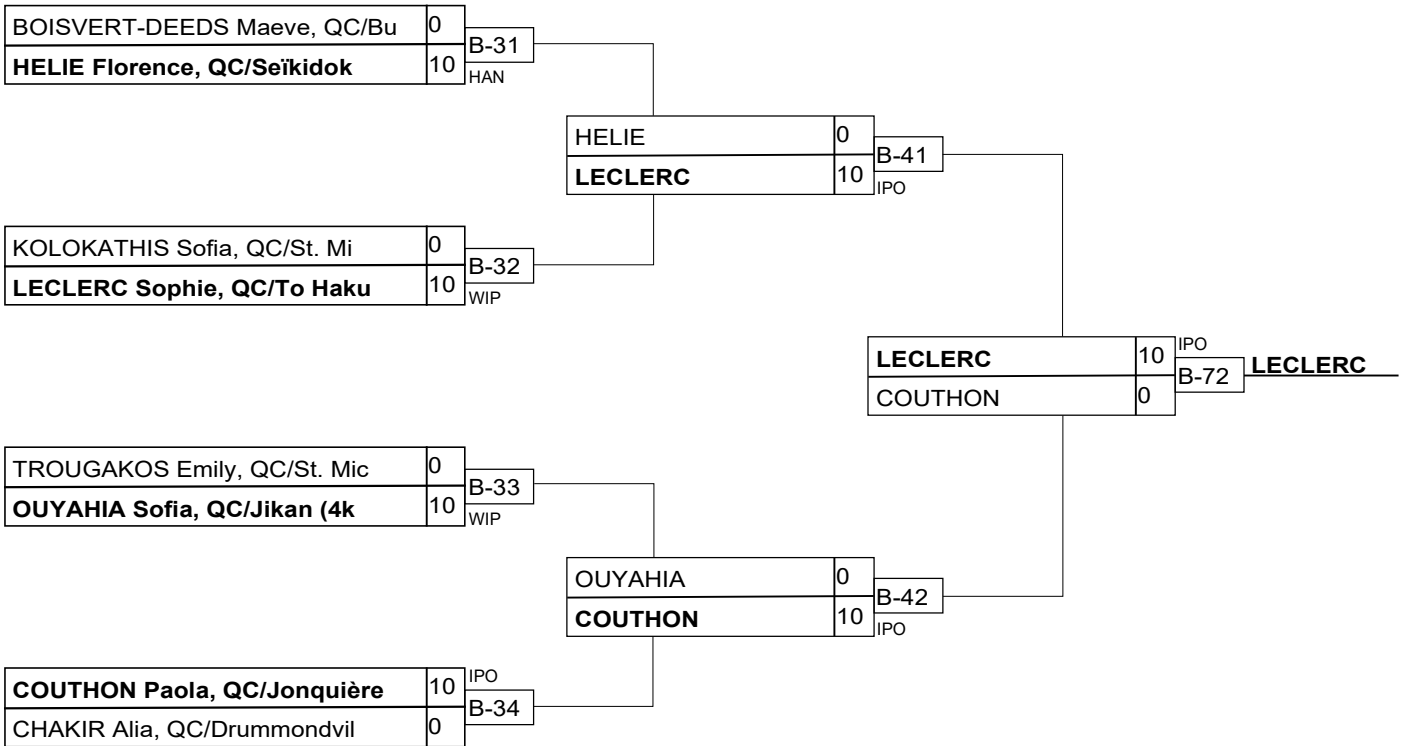 BOISVERT-DEEDS Maeve, QC/Bu 0
B-31
HELIE Florence, QC/Seïkidok 10 HAN
HELIE 0
B-41
LECLERC 10 IPO
KOLOKATHIS Sofia, QC/St. Mi 0
B-32
LECLERC Sophie, QC/To Haku 10 WIP
LECLERC 10 IPO
B-72 LECLERC
COUTHON 0
TROUGAKOS Emily, QC/St. Mic 0
B-33
OUYAHIA Sofia, QC/Jikan (4k 10 WIP
OUYAHIA 0
B-42
COUTHON 10 IPO
COUTHON Paola, QC/Jonquière 10 IPO
B-34
CHAKIR Alia, QC/Drummondvil 0